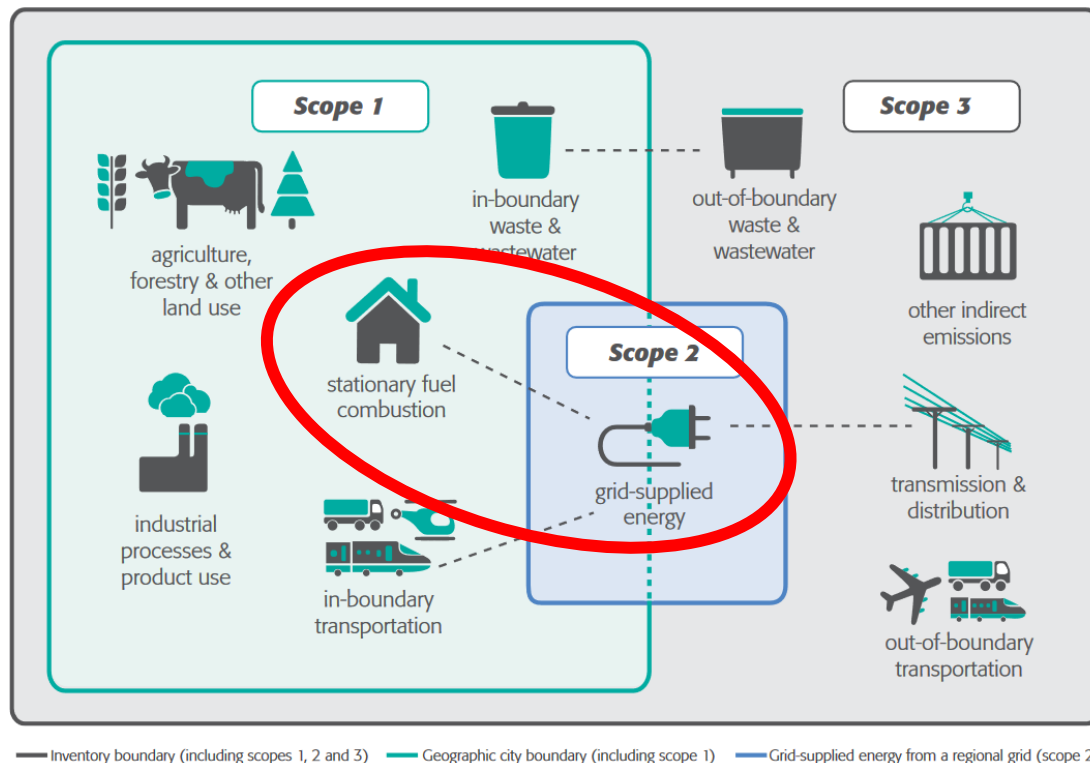 Scope 1
Scope 3
in-boundary
waste &
wastewater
out-of-boundary
waste &
wastewater
agriculture,
forestry & other
land use
other indirect
emissions
Scope 2
stationary fuel
combustion
grid-supplied
energy
transmission &
distribution
industrial
processes &
product use
in-boundary
transportation
out-of-boundary
transportation
Inventory boundary (including scopes 1, 2 and 3) Geographic city boundary (including scope 1) Grid-supplied energy from a regional grid (scope 2